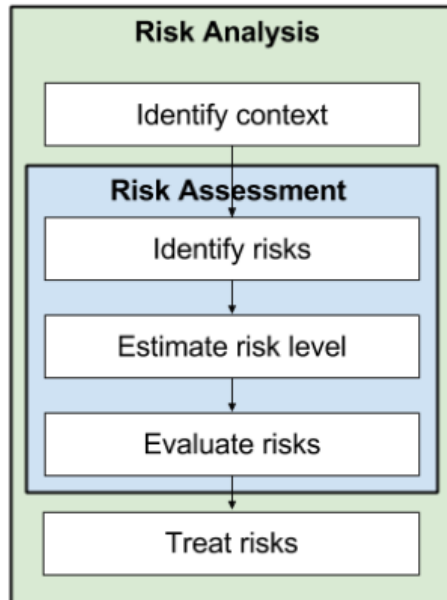 Risk Analysis
Identify context
Risk Assessment
Identify risks
Estimate risk level
Evaluate risks
Treat risks